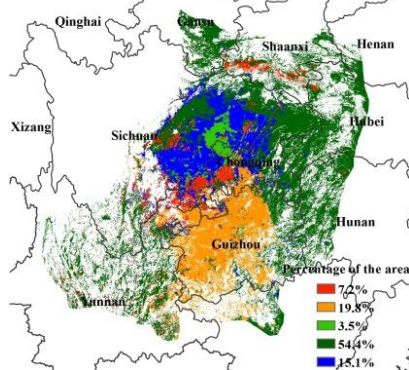 Qinghai
Gansu
Shaanxi
Henan
Xizang
Sichuan
Hubei
Chongqing
Hunan
Guizhou
Yunnan
Percentage of the area
7.2%
19.8%
3.5%
54.4%
15.1%